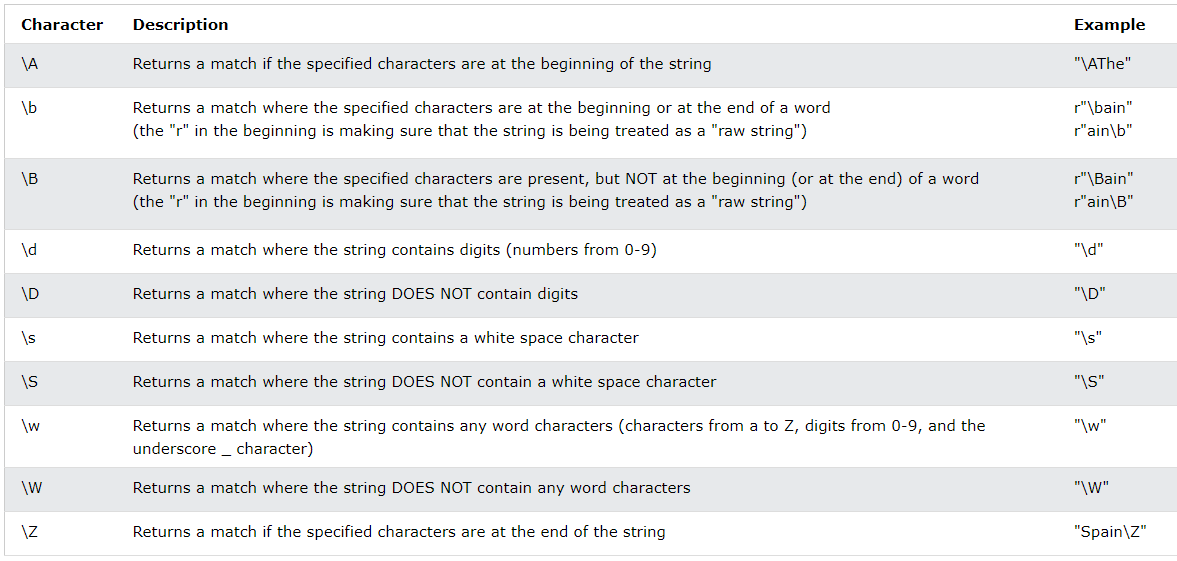 Character Description Example
\A Returns a match if the specified characters are at the beginning of the string "\AThe"
\b Returns a match where the specified characters are at the beginning or at the end of a word r"\bain"
(the "r" in the beginning is making sure that the string is being treated as a "raw string") r"ain\b"
\B Returns a match where the specified characters are present, but NOT at the beginning (or at the end) of a word r"\Bain"
(the "r" in the beginning is making sure that the string is being treated as a "raw string") r"ain\B"
\d Returns a match where the string contains digits (numbers from 0-9) "\d"
\D Returns a match where the string DOES NOT contain digits "\D"
\s Returns a match where the string contains a white space character "\s"
\S Returns a match where the string DOES NOT contain a white space character "\S"
\w Returns a match where the string contains any word characters (characters from a to Z, digits from 0-9, and the "\w"
underscore _ character)
\W Returns a match where the string DOES NOT contain any word characters "\W"
\Z Returns a match if the specified characters are at the end of the string "Spain\Z"